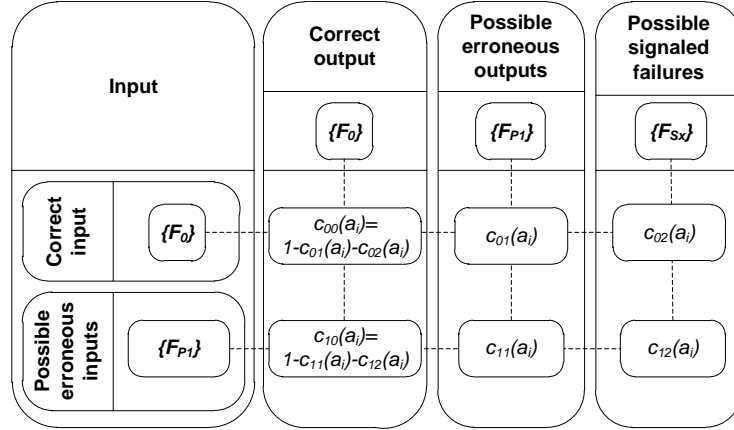 Input
Correct
output
Possible
erroneous
outputs
Possible
signaled
failures
{F0}
{FP1}
{FSx}
Correct
input
{F0}
c00(ai)=
1-c01(ai)-c02(ai)
c01(ai)
c02(ai)
Possible
erroneous
inputs
{FP1}
c10(ai)=
1-c11(ai)-c12(ai)
c11(ai)
c12(ai)